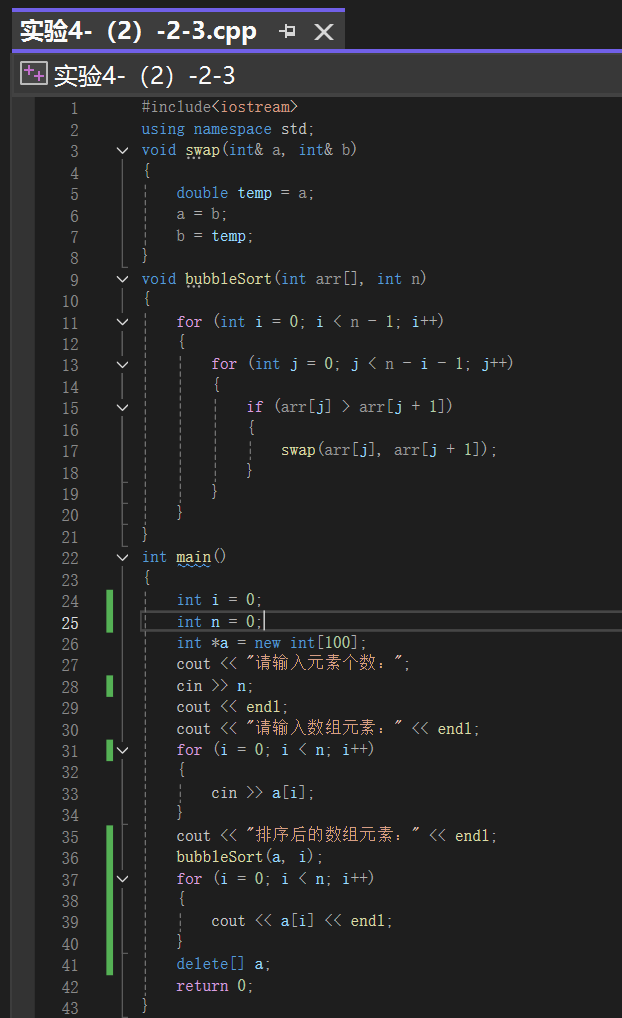 实验4-（2）-2-3.cpp
实验4-（2）-2-3
1 #include<iostream>
2 using namespace std;
3 void swap(int& a, int& b)
4 {
5 double temp = a;
6 a = b;
7 b = temp;
8 }
9 void bubbleSort(int arr[], int n)
10 {
11 for (int i = 0; i < n - 1; i++)
12 {
13 for (int j = 0; j < n - i - 1; j++)
14 {
15 if (arr[j] > arr[j + 1])
16 {
17 swap(arr[j], arr[j + 1]);
18 }
19 }
20 }
21 }
22 int main()
23 {
24 int i = 0;
25 int n = 0;
26 int *a = new int[100];
27 cout << "请输入元素个数：";
28 cin >> n;
29 cout << endl;
30 cout << "请输入数组元素：" << endl;
31 for (i = 0; i < n; i++)
32 {
33 cin >> a[i];
34 }
35 cout << "排序后的数组元素：" << endl;
36 bubbleSort(a, i);
37 for (i = 0; i < n; i++)
38 {
39 cout << a[i] << endl;
40 }
41 delete[] a;
42 return 0;
43 }